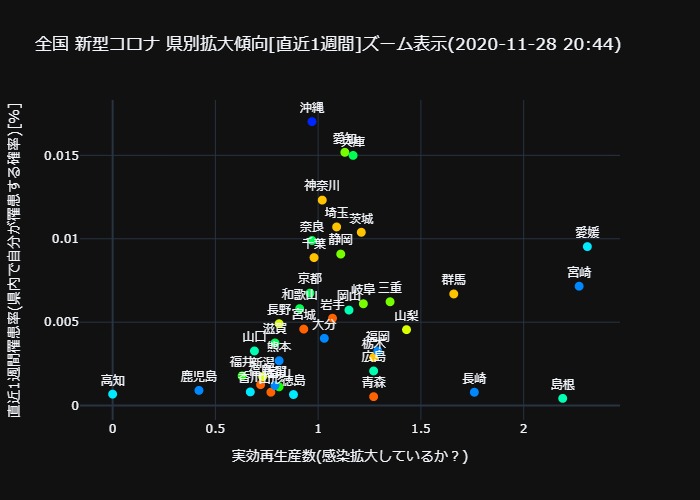 全国 新型コロナ 県別拡大傾向[直近1週間]ズーム表示(2020-11-28 20:44)
直近1週間罹患率(県内で自分が罹患する確率)[%]
沖縄
愛知
兵庫
0.015
神奈川
埼玉
茨城
奈良
静岡
千葉
0.01
愛媛
京都
群馬
宮崎
和歌山
岡山
岐阜
三重
長野
宮城
岩手
山梨
0.005
滋賀
大分
山口
熊本
福岡
栃木
広島
福井
新潟
高知
鹿児島
香川
徳島
青森
長崎
島根
0
0
0.5
1
1.5
2
実効再生産数(感染拡大しているか？)